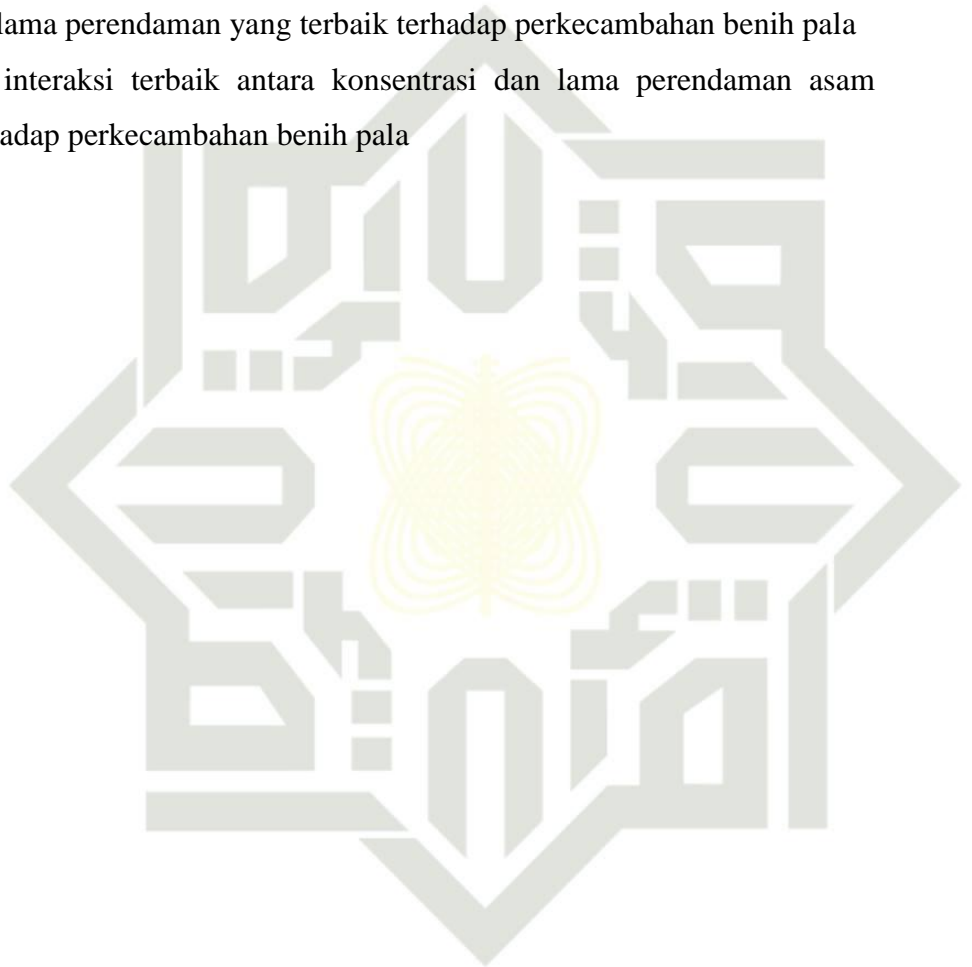 lama perendaman yang terbaik terhadap perkecambahan benih pala
interaksi terbaik antara konsentrasi dan lama perendaman asam
adap perkecambahan benih pala